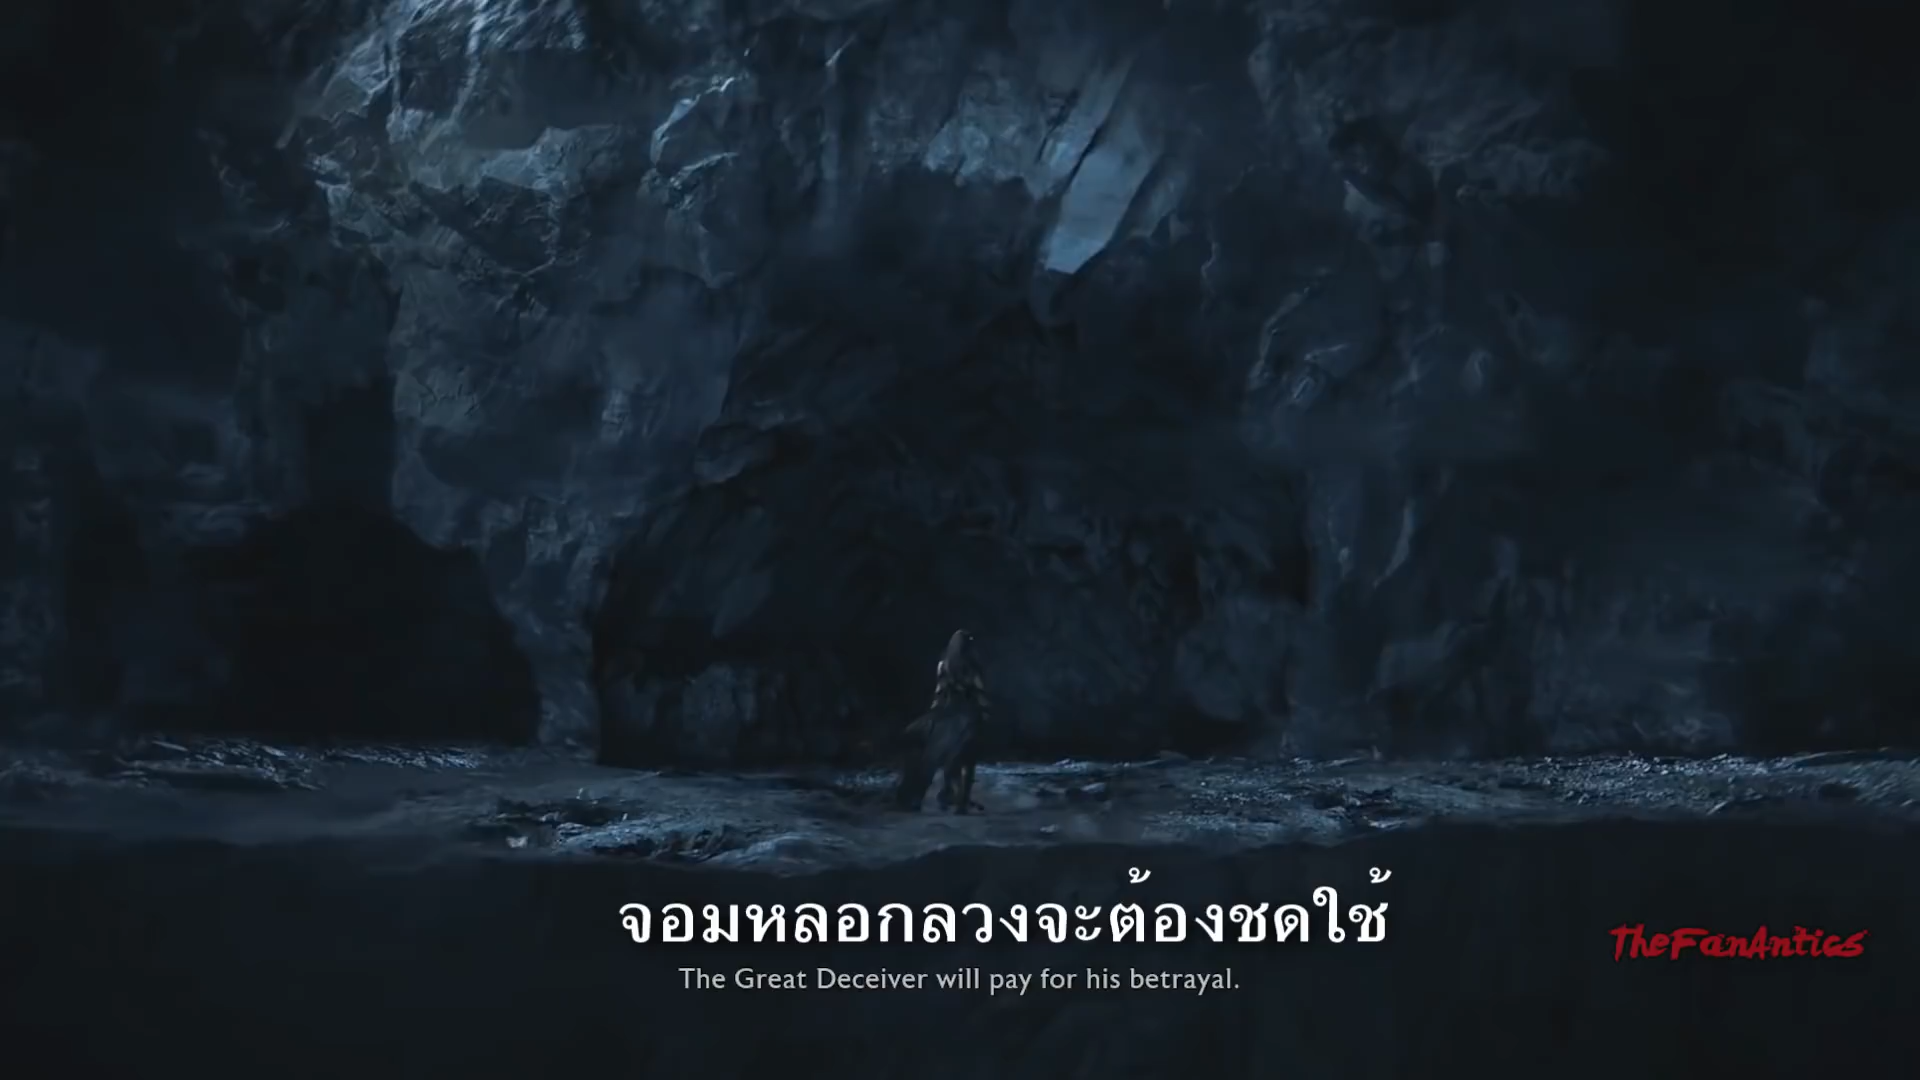 จอมหลอกลวงจะต้องชดใช้
The Great Deceiver will pay for his betrayal.
TheFanAntics